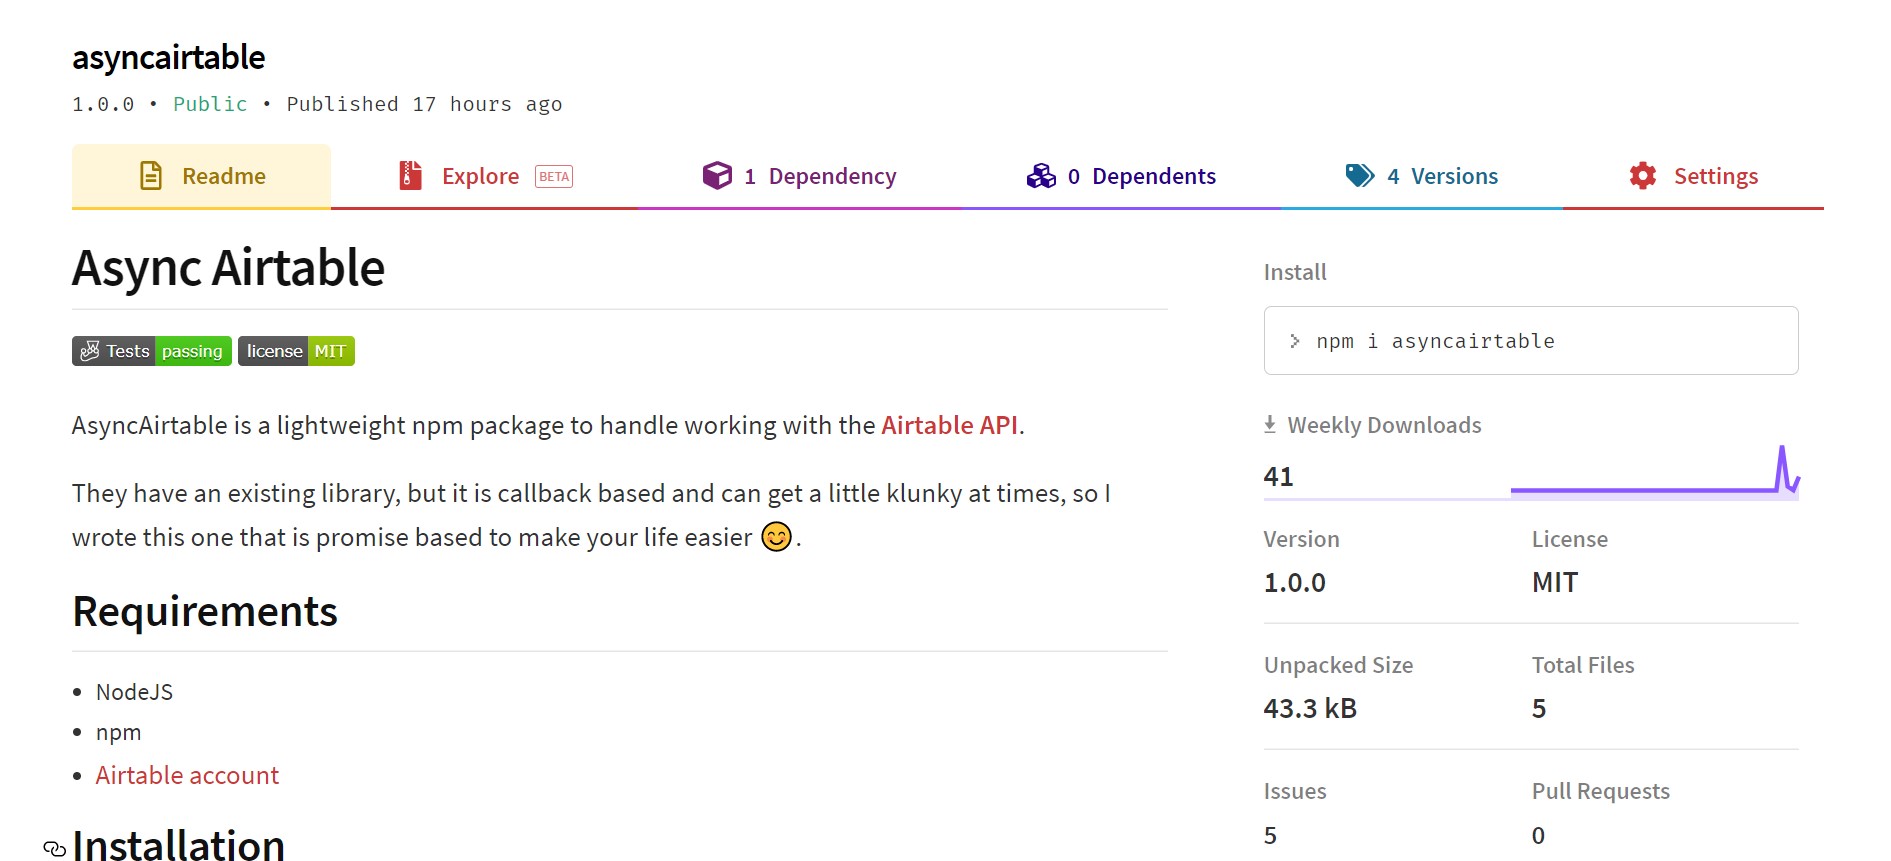 asyncairtable
1.0.0 • Public • Published 17 hours ago
Readme
Explore BETA
1 Dependency
0 Dependents
4 Versions
Settings
Async Airtable
Tests passing license MIT
AsyncAirtable is a lightweight npm package to handle working with the Airtable API.
They have an existing library, but it is callback based and can get a little klunky at times, so I
wrote this one that is promise based to make your life easier 😊.
Requirements
• NodeJS
• npm
• Airtable account
Installation
Install
> npm i asyncairtable
Weekly Downloads
41
Version
1.0.0
License
MIT
Unpacked Size
43.3 kB
Total Files
5
Issues
5
Pull Requests
0